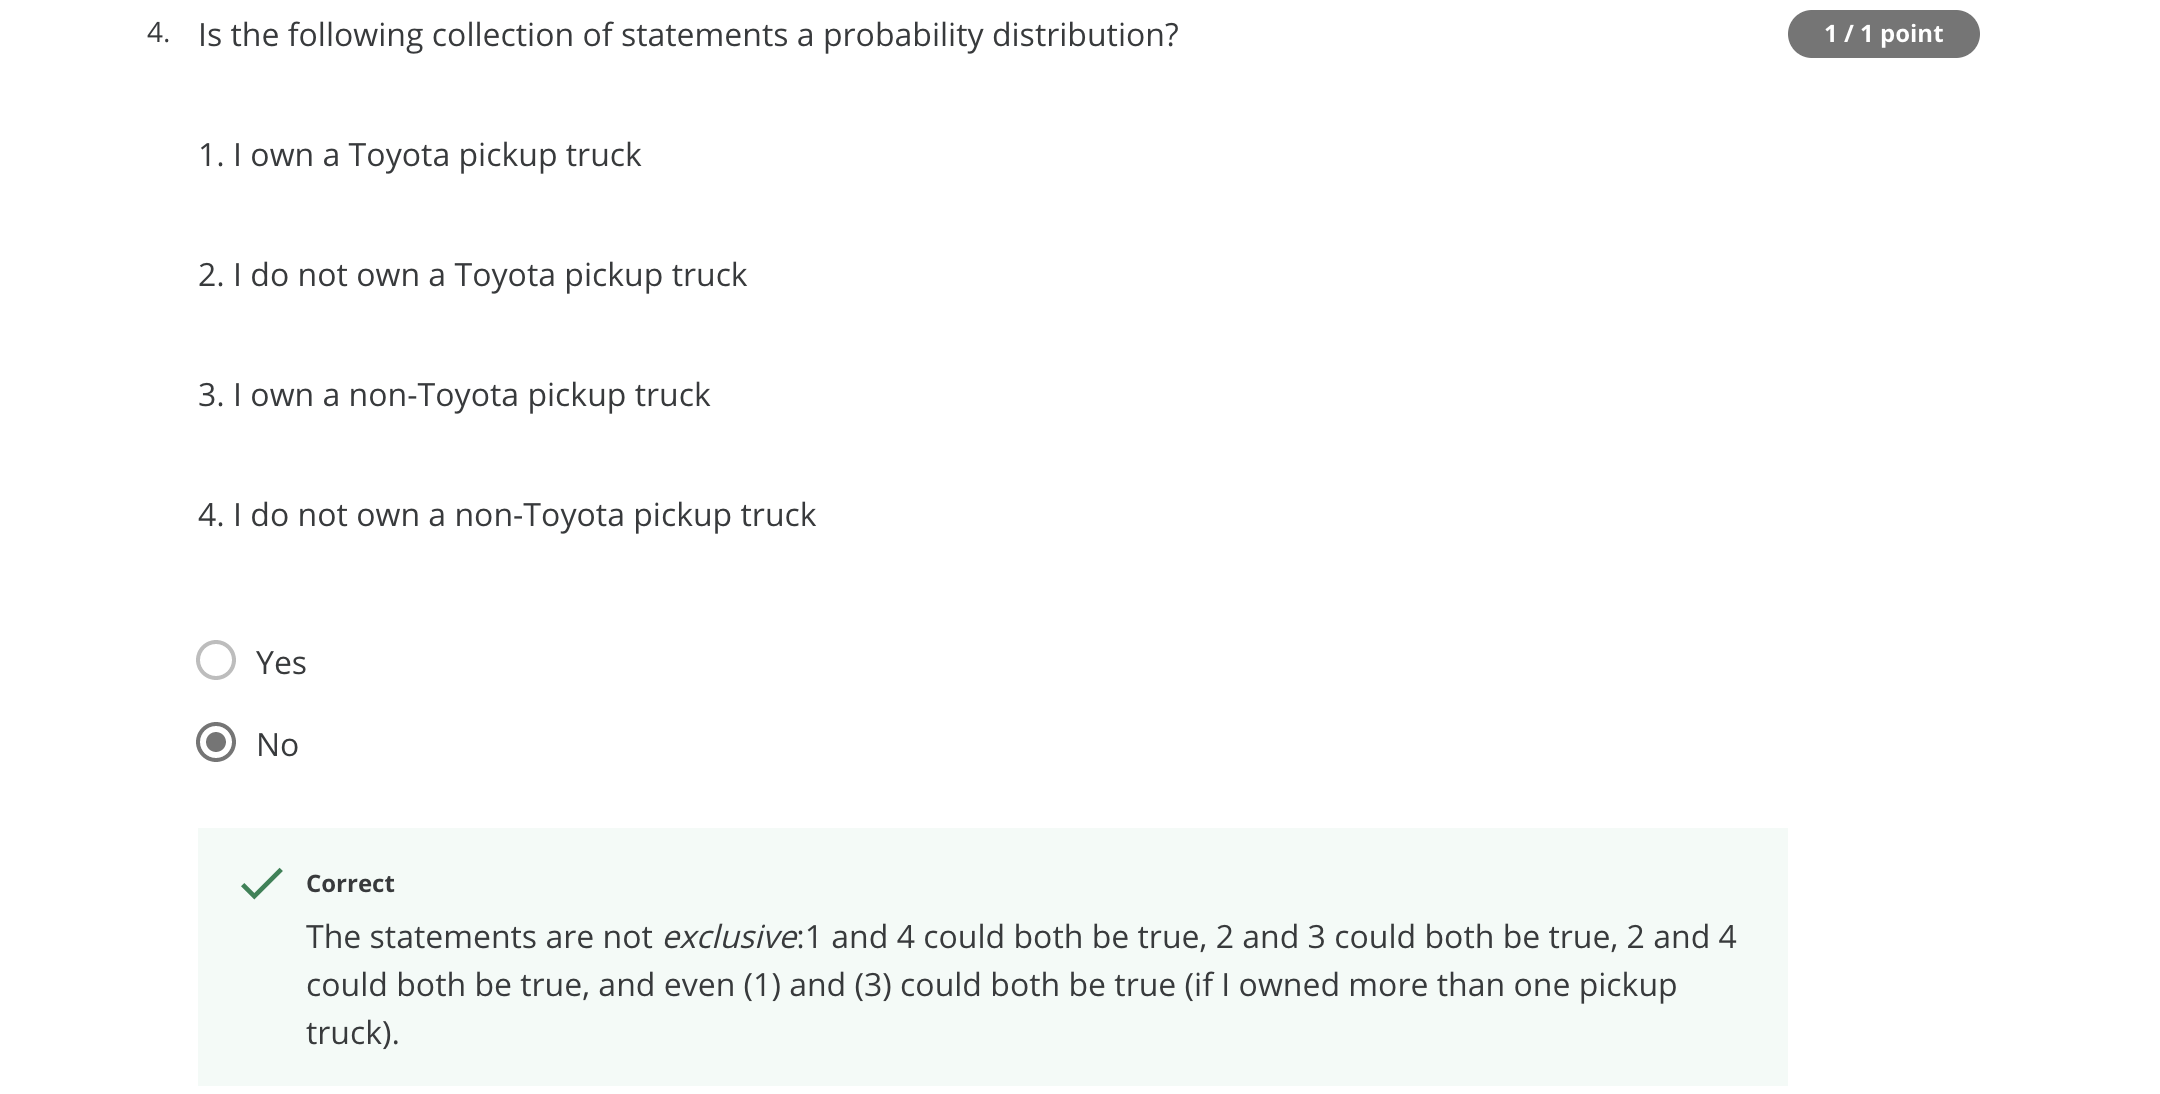 4. Is the following collection of statements a probability distribution?
1 / 1 point
1. I own a Toyota pickup truck
2. I do not own a Toyota pickup truck
3. I own a non-Toyota pickup truck
4. I do not own a non-Toyota pickup truck
Yes
No
Correct
The statements are not exclusive:1 and 4 could both be true, 2 and 3 could both be true, 2 and 4
could both be true, and even (1) and (3) could both be true (if I owned more than one pickup
truck).